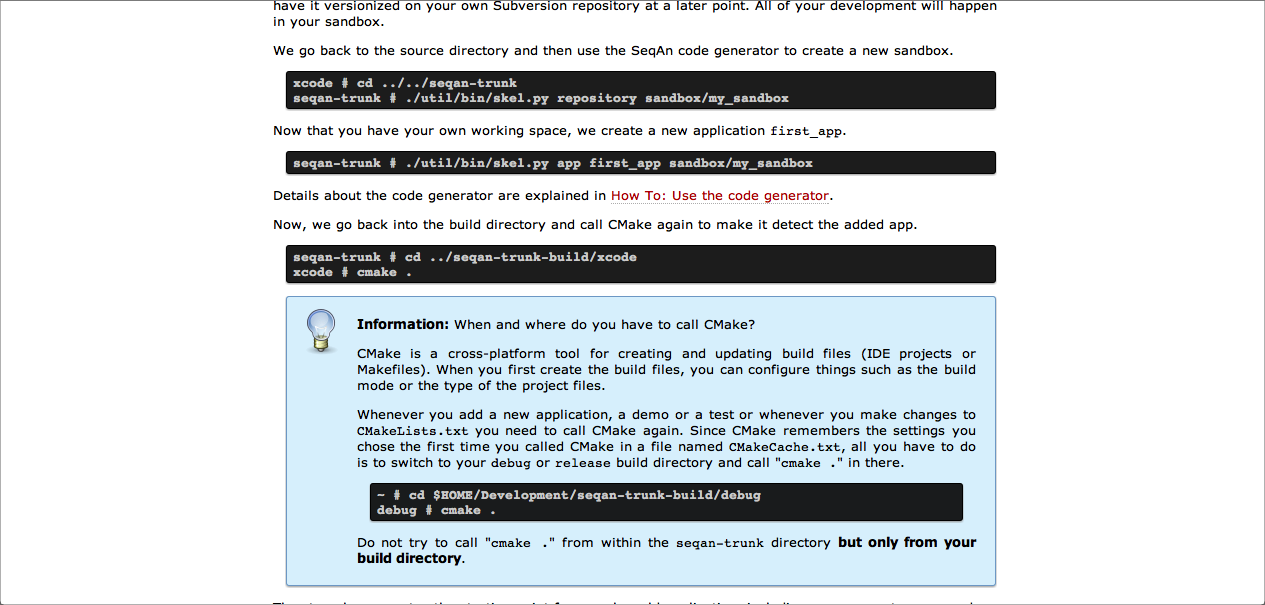 have it versionized on your own Subversion repository at a later point. All of your development will happen
in your sandbox.
We go back to the source directory and then use the SeqAn code generator to create a new sandbox.
xcode # cd ../../seqan-trunk
seqan-trunk # ./util/bin/skel.py repository sandbox/my_sandbox
Now that you have your own working space, we create a new application first_app.
seqan-trunk # ./util/bin/skel.py app first_app sandbox/my_sandbox
Details about the code generator are explained in How To: Use the code generator.
Now, we go back into the build directory and call CMake again to make it detect the added app.
seqan-trunk # cd ../seqan-trunk-build/xcode
xcode # cmake .
Information: When and where do you have to call CMake?
CMake is a cross-platform tool for creating and updating build files (IDE projects or
Makefiles). When you first create the build files, you can configure things such as the build
mode or the type of the project files.
Whenever you add a new application, a demo or a test or whenever you make changes to
CMakeLists.txt you need to call CMake again. Since CMake remembers the settings you
chose the first time you called CMake in a file named CMakeCache.txt, all you have to do
is to switch to your debug or release build directory and call "cmake ." in there.
~ # cd $HOME/Development/seqan-trunk-build/debug
debug # cmake .
Do not try to call "cmake ." from within the seqan-trunk directory but only from your
build directory.